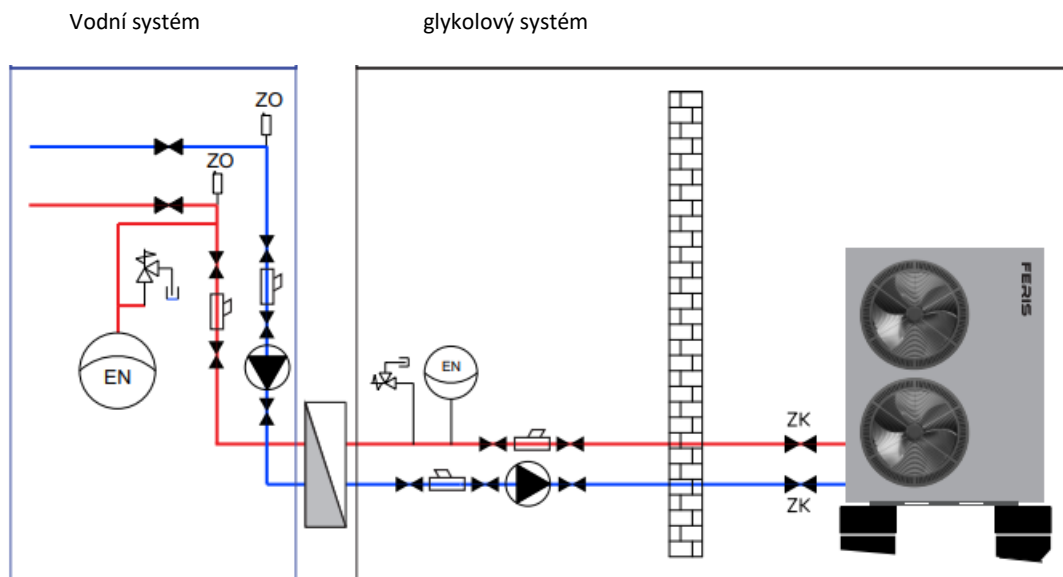 Vodní systém
glykolový systém
ZO
ZO
FERIS
EN
EN
ZK
ZK